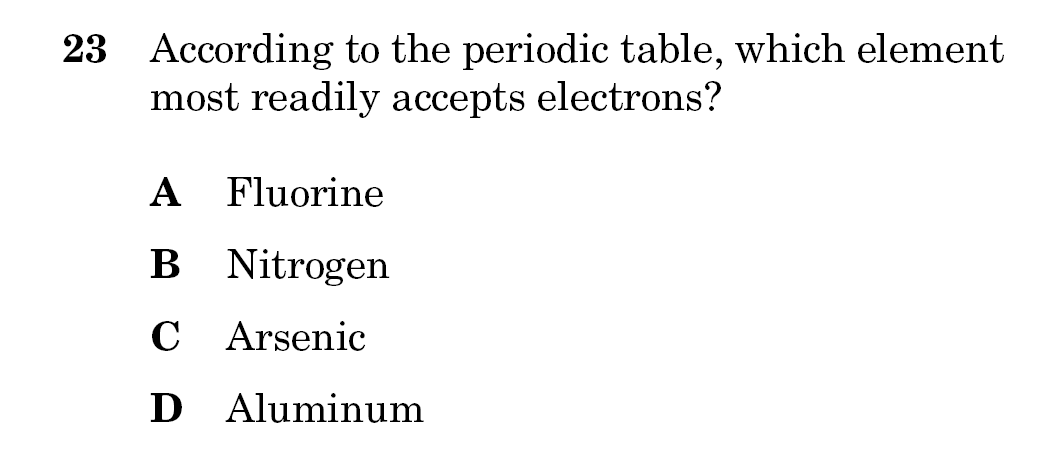 23 According to the periodic table, which element
most readily accepts electrons?
A Fluorine
B Nitrogen
C Arsenic
D Aluminum